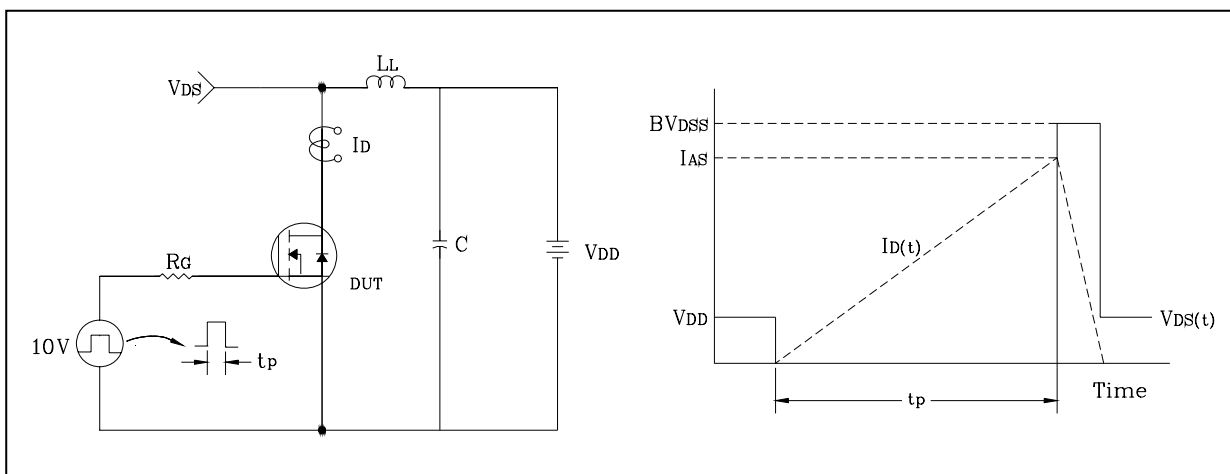 LL
VDS
ID
RG
C
VDD
DUT
10V
tp
BVDSS
IAS
ID(t)
VDD
VDS(t)
Time
tp